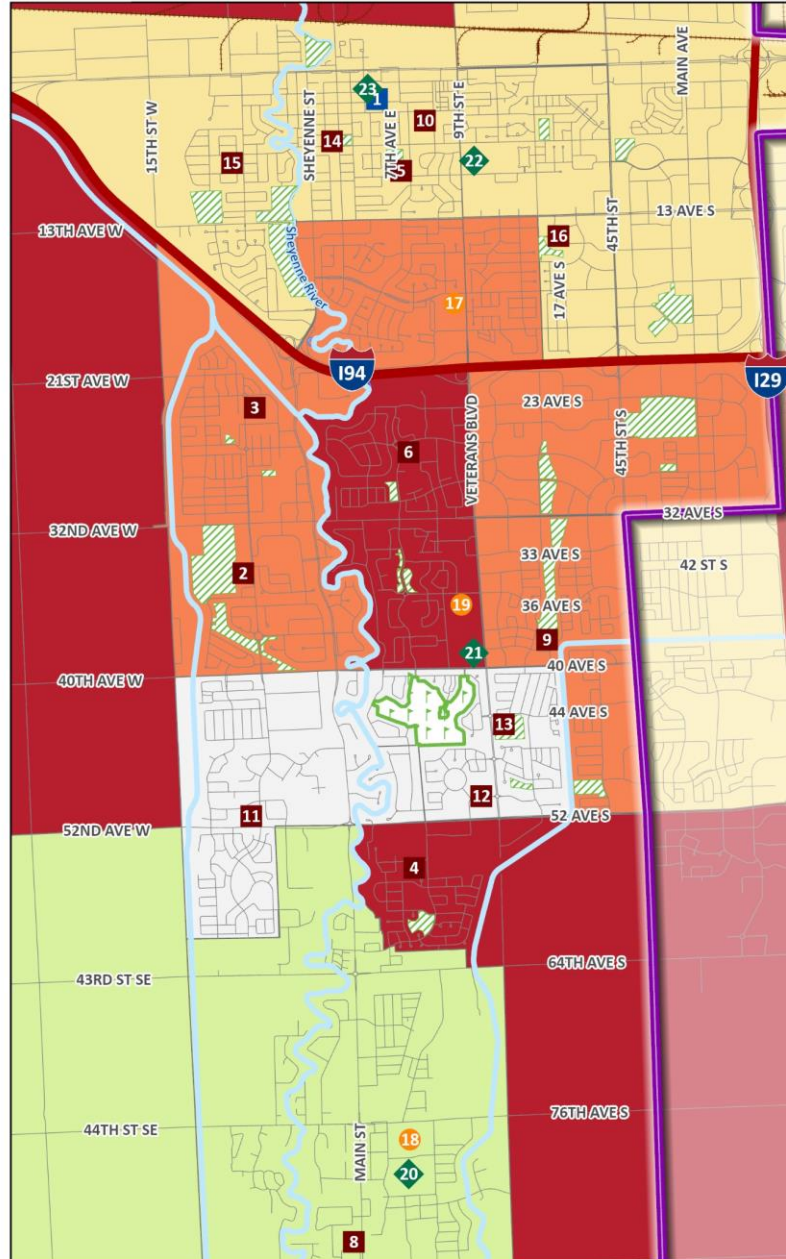 MAIN AVE
SHEYENNE ST
7TH AVE E
9TH ST E
15TH ST W
23
1
10
14
22
15
5
45TH ST
13 AVE S
16
13TH AVE W
Sheyenne River
17 AVE S
17
I94
I29
21ST AVE W
3
23 AVE S
VETERANS BLVD
45TH ST S
6
32 AVE S
32ND AVE W
33 AVE S
42 ST S
2
19
36 AVE S
9
21
40 AVE S
40TH AVE W
44 AVE S
13
12
11
52 AVE S
52ND AVE W
4
64TH AVE S
43RD ST SE
76TH AVE S
44TH ST SE
18
MAIN ST
20
8